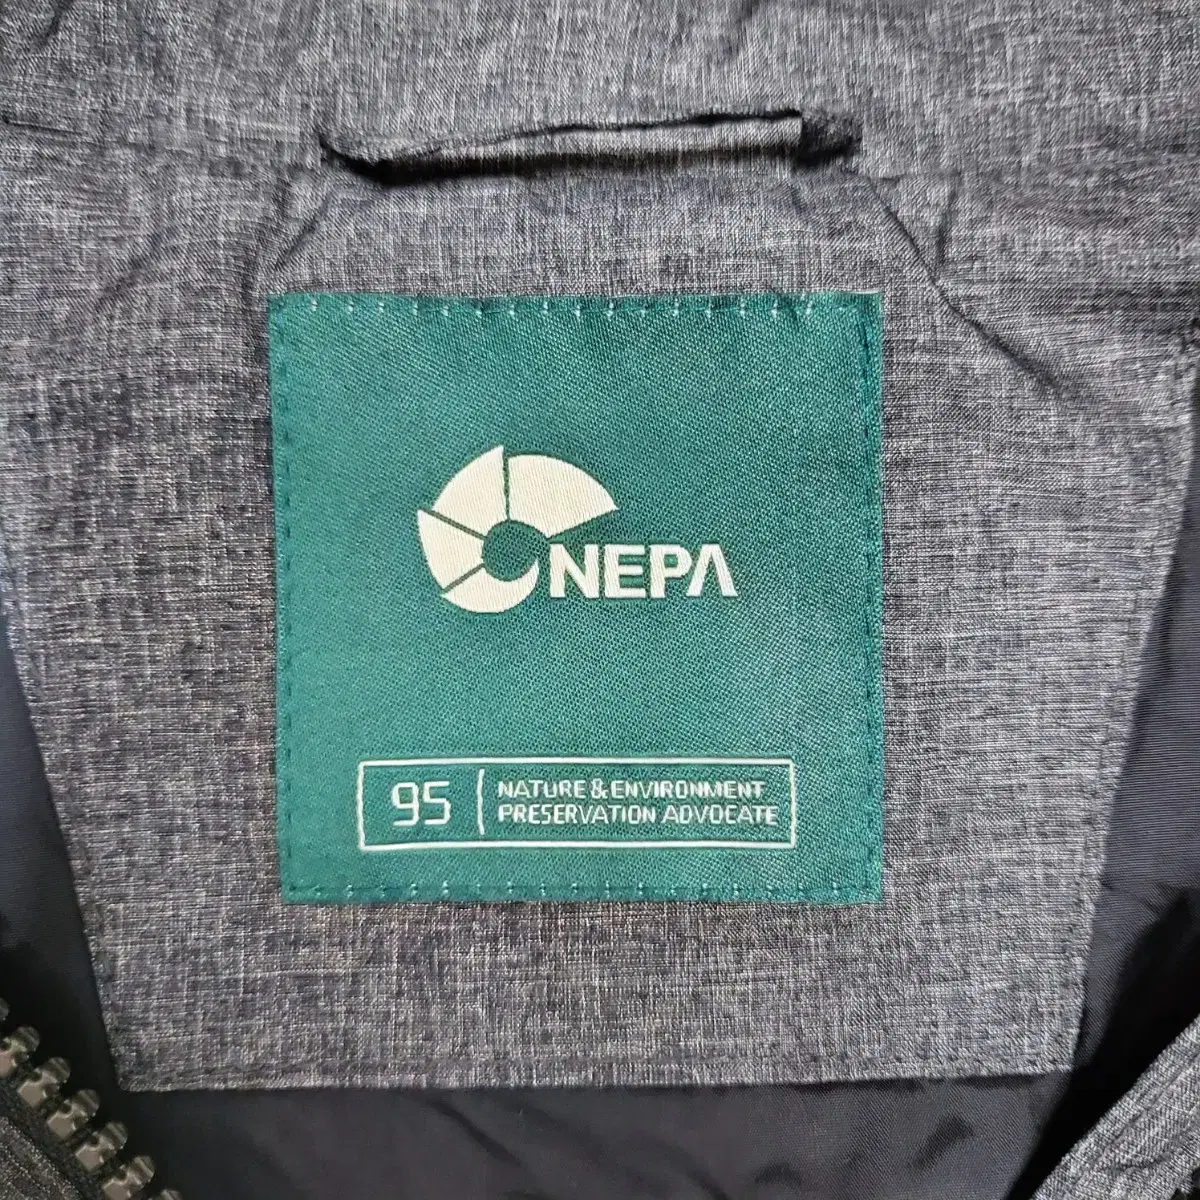 NEPA
95
NATURE & ENVIRONMENT
PRESERVATION ADVOCATE